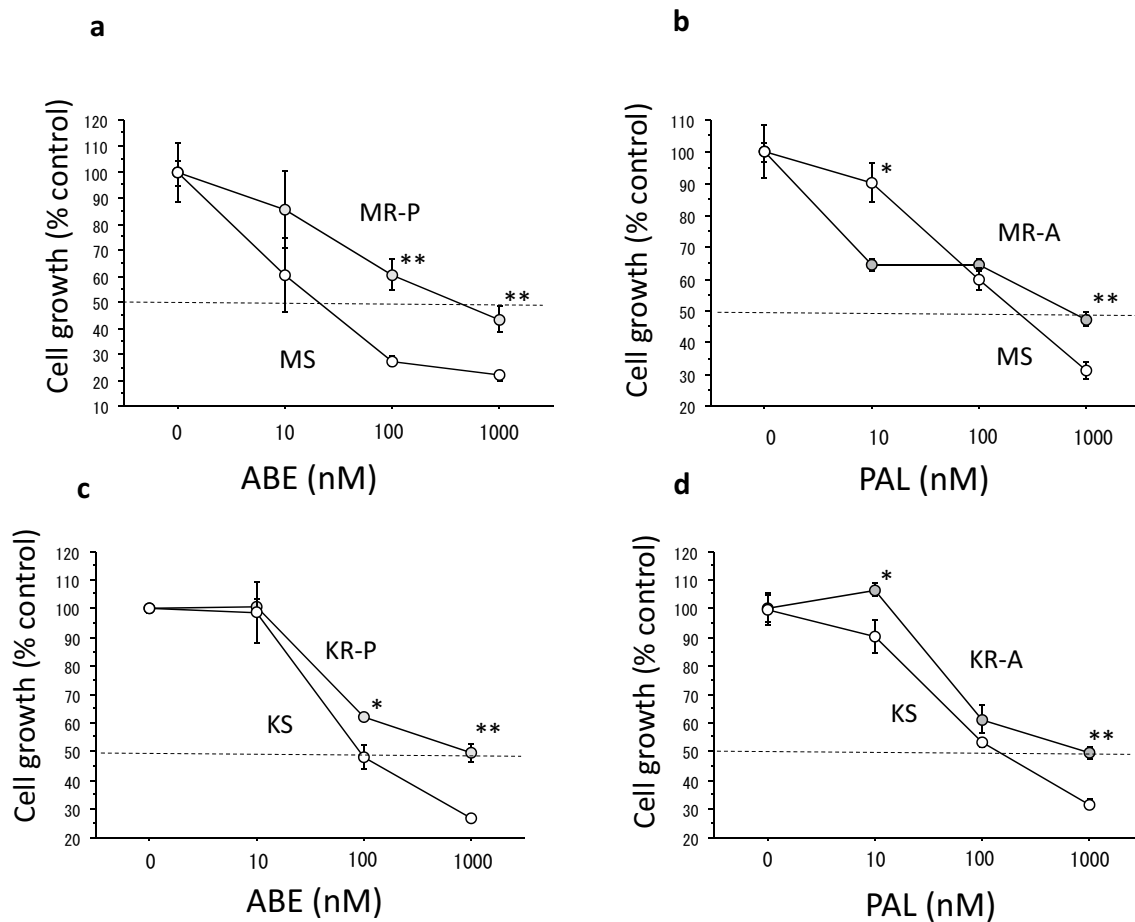 a
Cell growth (% control)
120
110
100
90
80
70
60
50
40
30
20
10
MR-P
**
**
MS
0 10 100 1000
ABE (nM)
b
Cell growth (% control)
110
100
90
80
70
60
50
40
30
20
*
MR-A
**
MS
0 10 100 1000
PAL (nM)
c
Cell growth (% control)
120
110
100
90
80
70
60
50
40
30
20
KR-P
*
KS
**
0 10 100 1000
ABE (nM)
d
Cell growth (% control)
120
110
100
90
80
70
60
50
40
30
20
*
KR-A
KS
**
0 10 100 1000
PAL (nM)